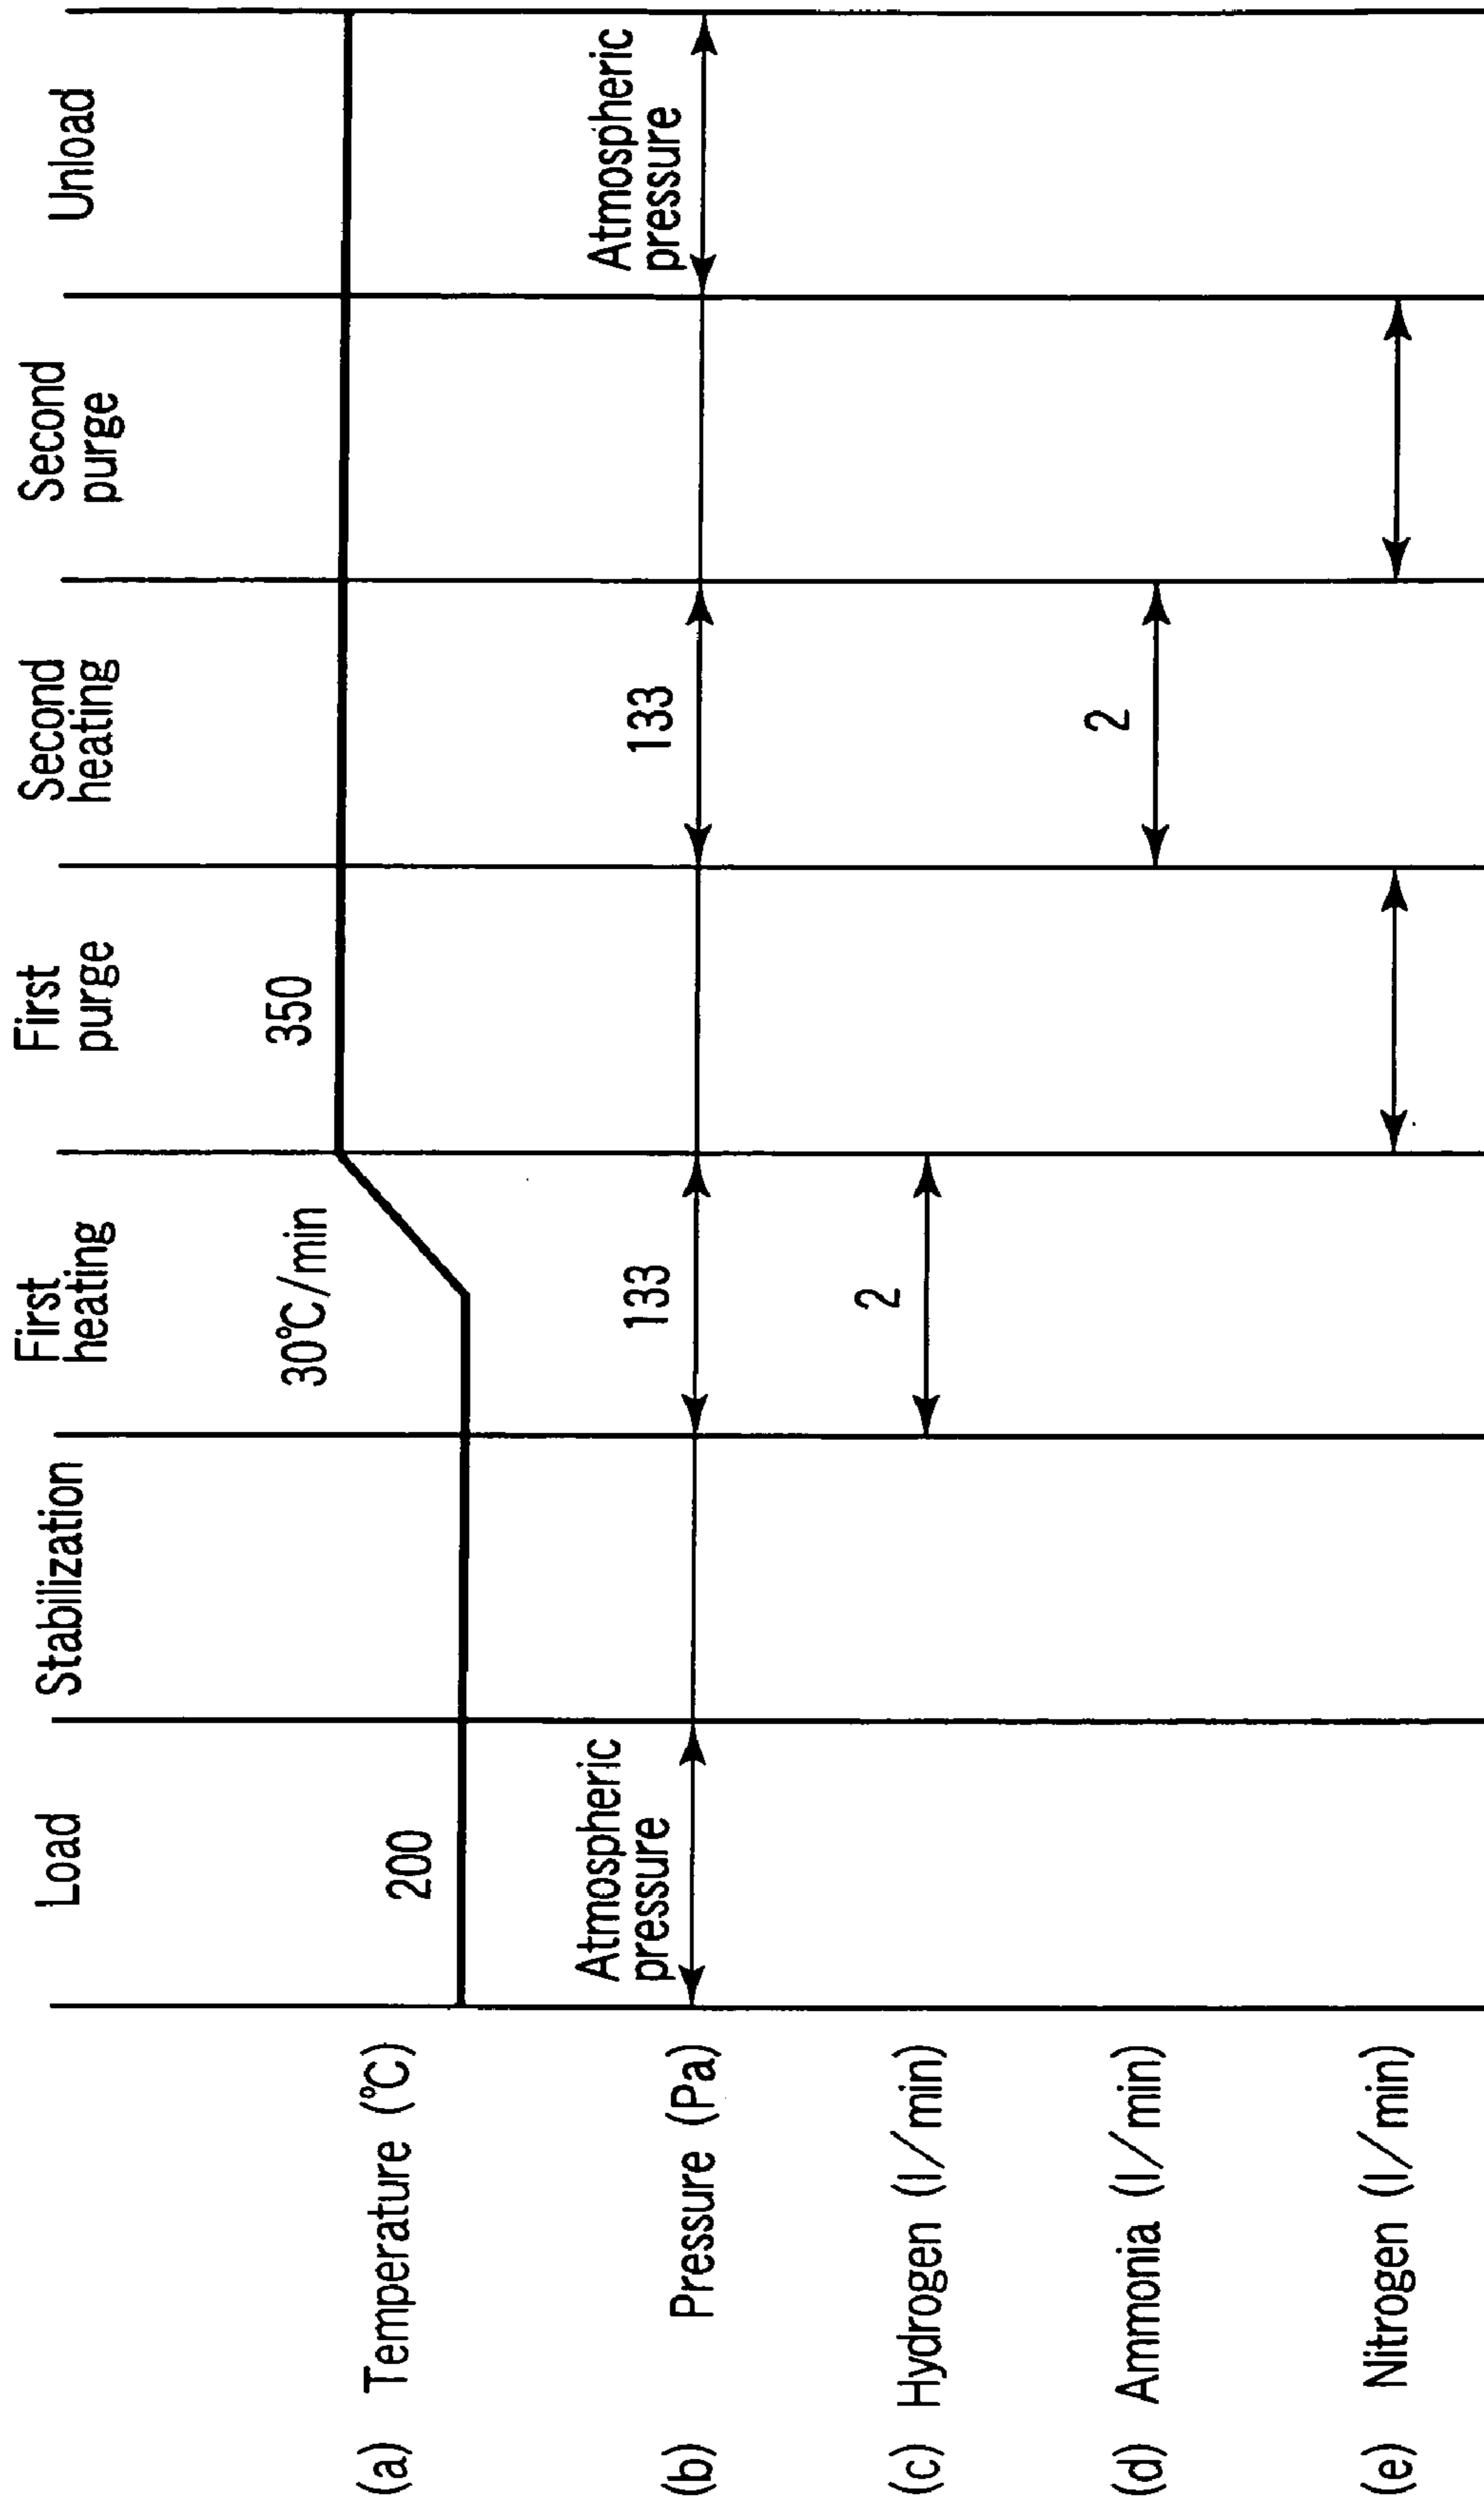 Load
Stabilization
First
heating
First
purge
Second
heating
Second
purge
Unload
(a) Temperature (℃)
200
30℃/min
350
(b) Pressure (Pa)
Atmospheric
pressure
133
133
Atmospheric
pressure
(c) Hydrogen (l/min)
2
(d) Ammonia (l/min)
2
(e) Nitrogen (l/min)